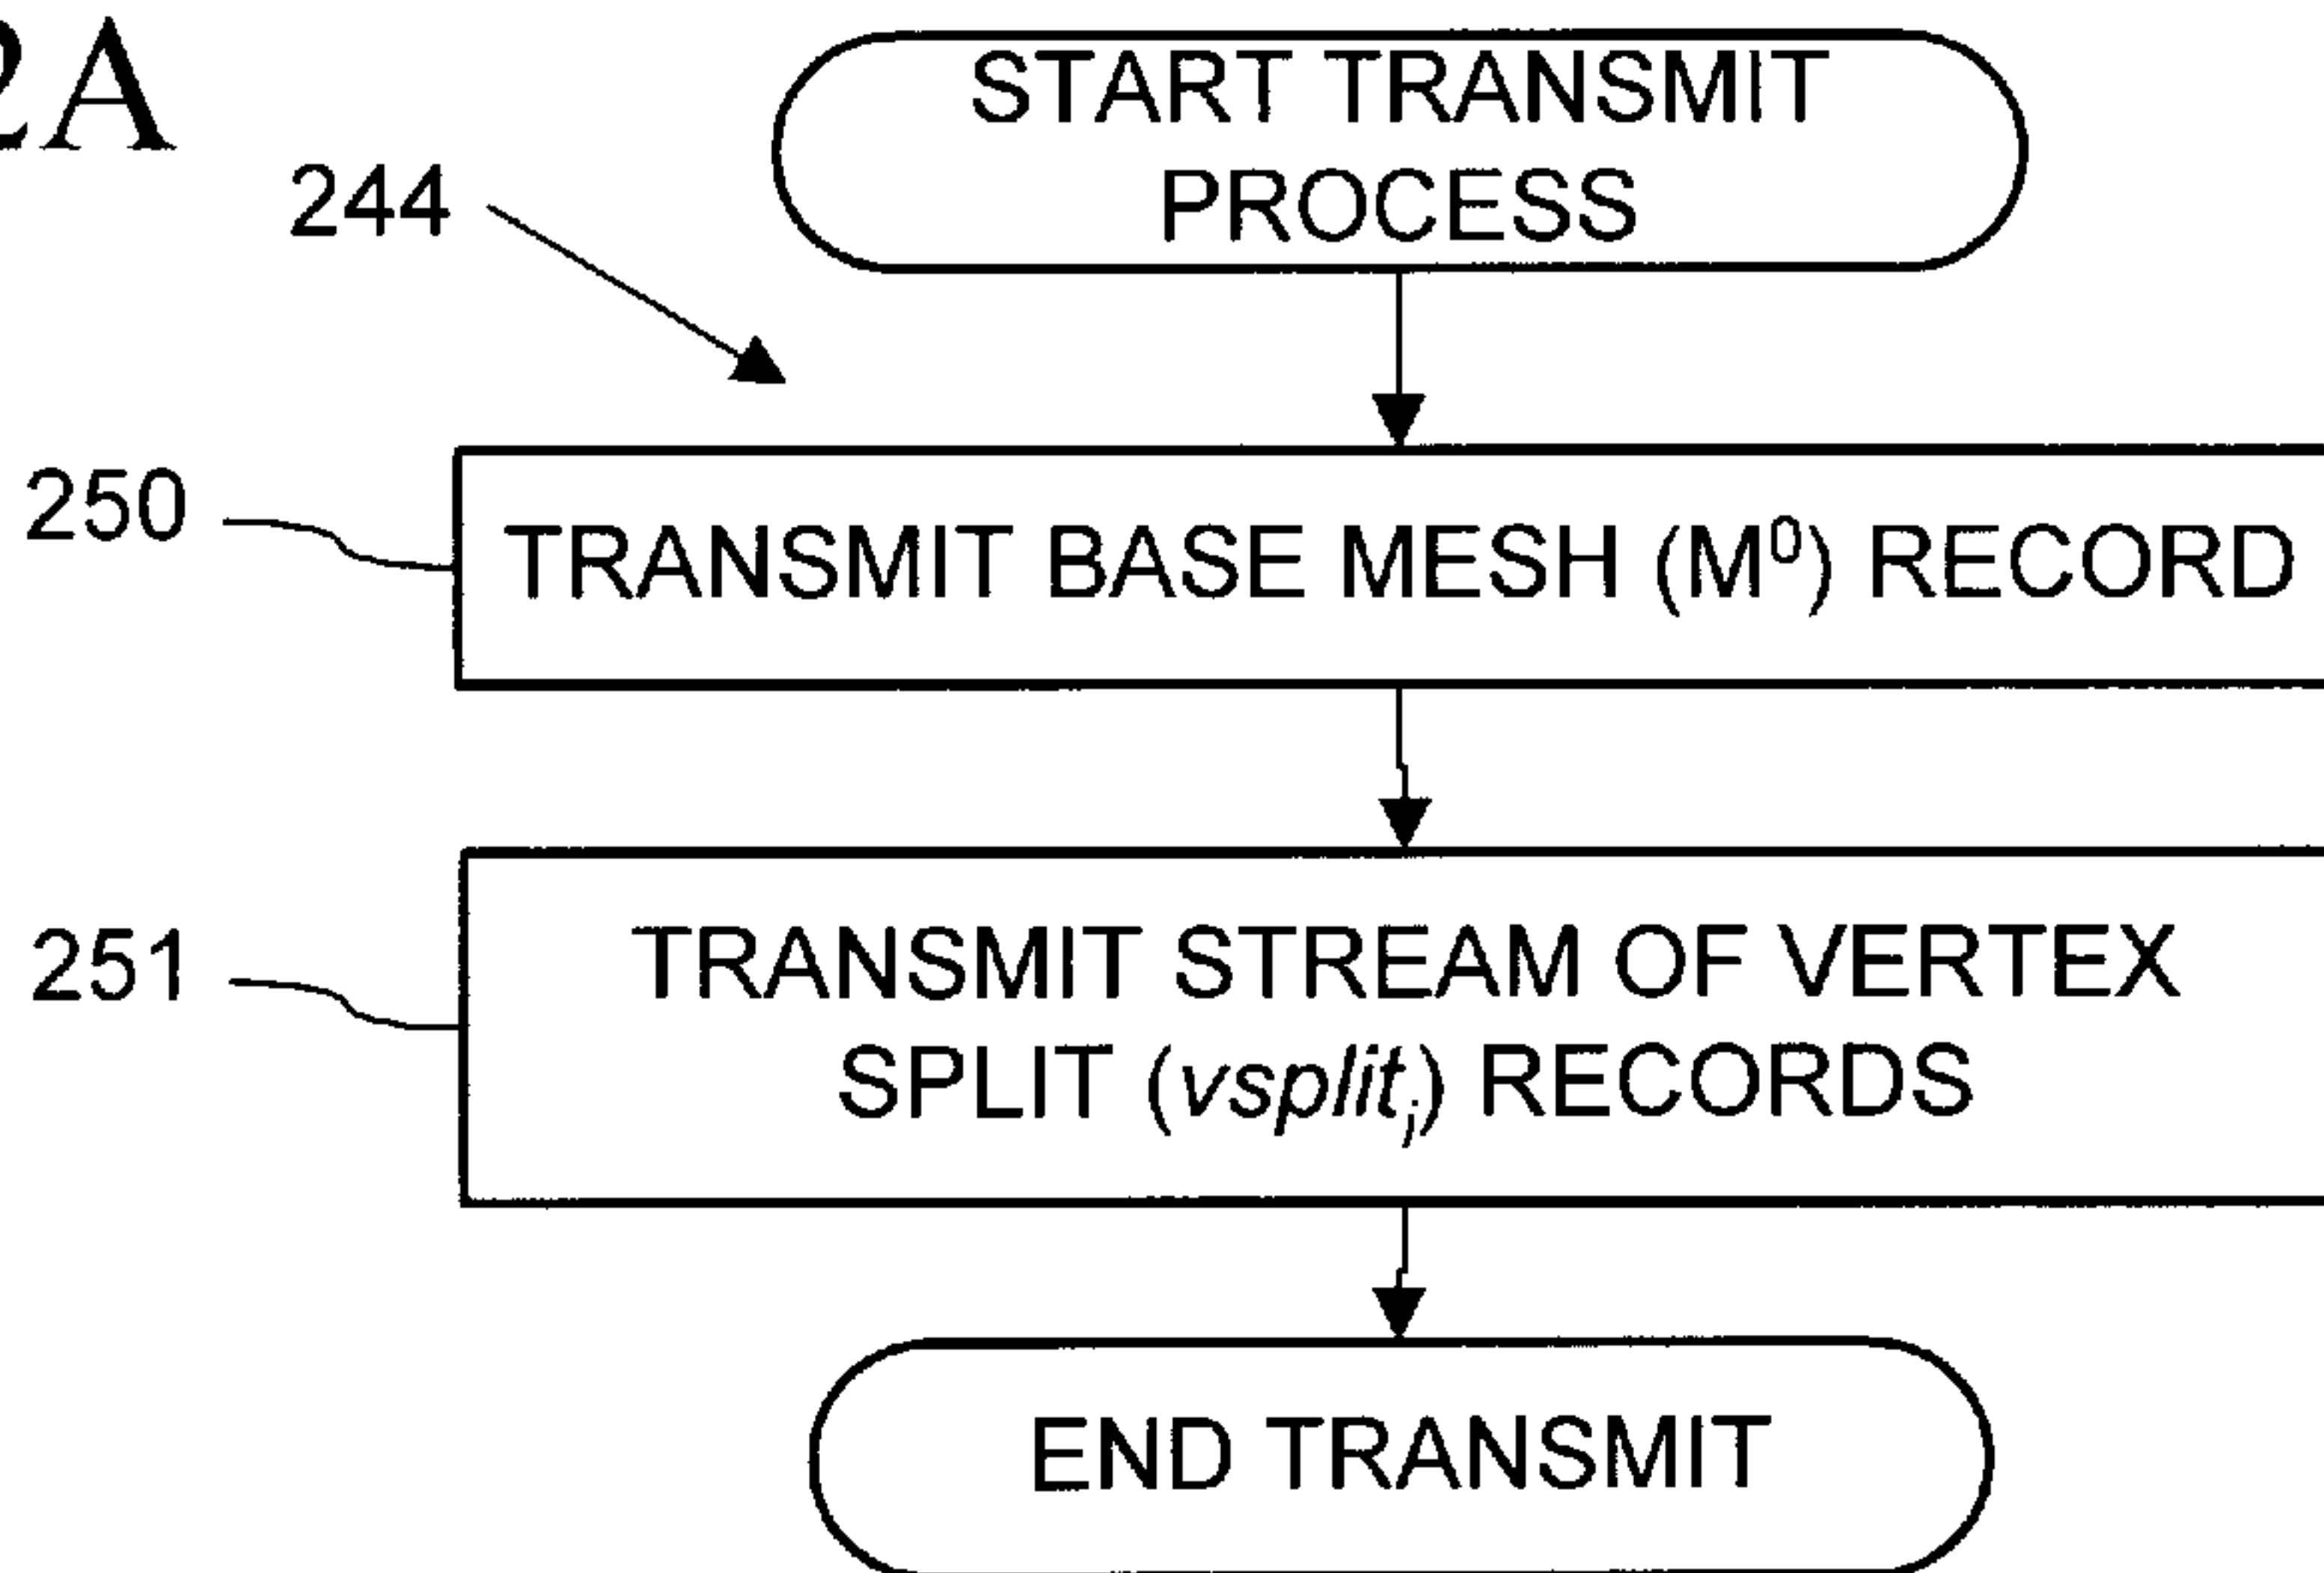 2A
START TRANSMIT
PROCESS
244
250
TRANSMIT BASE MESH (M⁰) RECORD
251
TRANSMIT STREAM OF VERTEX
SPLIT (vsplitⱼ) RECORDS
END TRANSMIT